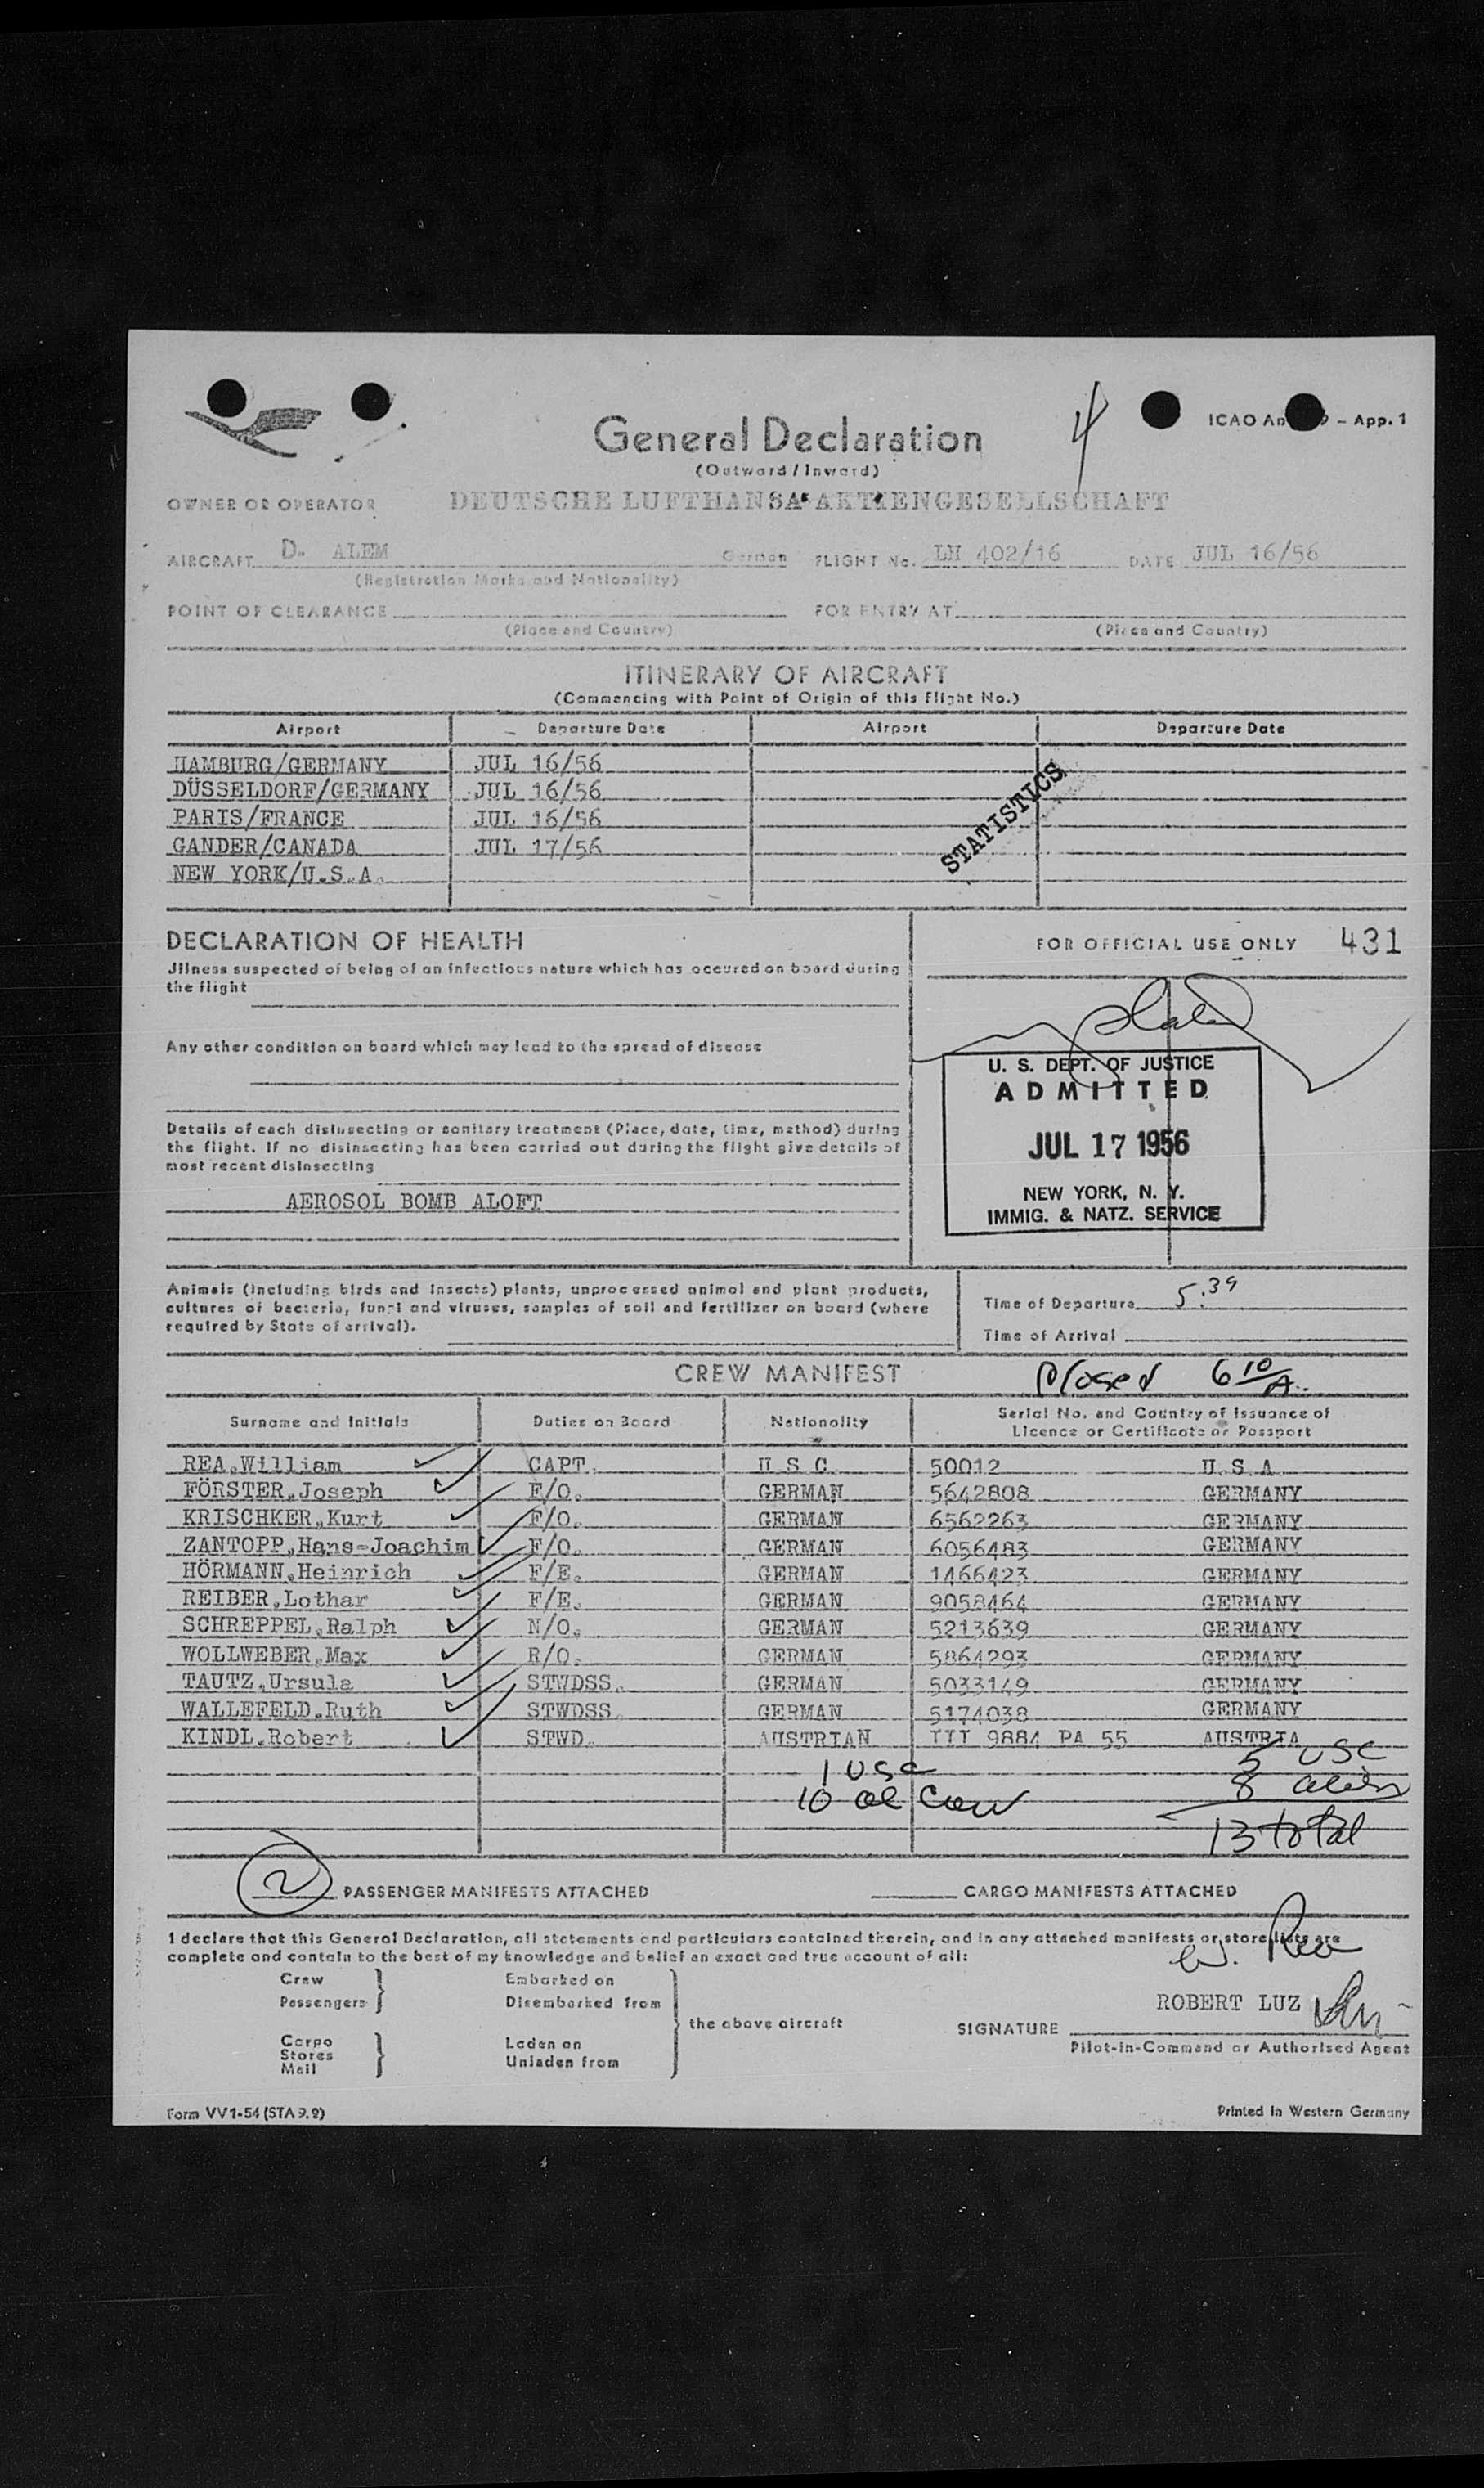 4
ICAO An 9 – App. 1
General Declaration
(Outward / Inward)
OWNER OR OPERATOR DEUTSCHE LUFTHANSA AKTIENGESELLSCHAFT
AIRCRAFT D. ALEM German FLIGHT No. LH 402/16 DATE JUL 16/56
(Registration Marks and Nationality)
POINT OF CLEARANCE FOR ENTRY AT
(Place and Country) (Place and Country)
ITINERARY OF AIRCRAFT
(Commencing with Point of Origin of this Flight No.)
Airport Departure Date Airport Departure Date
HAMBURG/GERMANY JUL 16/56
DÜSSELDORF/GERMANY JUL 16/56
PARIS/FRANCE JUL 16/56
GANDER/CANADA JUL 17/56
NEW YORK/U.S.A.
STATISTICS
DECLARATION OF HEALTH
FOR OFFICIAL USE ONLY 431
Jilness suspected of being of an infectious nature which has occured on board during
the flight
Any other condition on board which may lead to the spread of disease
U. S. DEPT. OF JUSTICE
ADMITTED
JUL 17 1956
NEW YORK, N. Y.
IMMIG. & NATZ. SERVICE
Details of each disinsecting or sanitary treatment (Place, date, time, method) during
the flight. If no disinsecting has been carried out during the flight give details of
most recent disinsecting
AEROSOL BOMB ALOFT
Animals (including birds and insects) plants, unprocessed animal and plant products,
cultures of bacteria, fungi and viruses, samples of soil and fertilizer on board (where
required by State of arrival).
Time of Departure 5:39
Time of Arrival
CREW MANIFEST
Closed 6 10/A.
Surname and Initials Duties on Board Nationality Serial No. and Country of Issuance of
Licence or Certificate or Passport
REA,William CAPT. U S C. 50012 U.S.A.
FÖRSTER,Joseph F/O. GERMAN 5642808 GERMANY
KRISCHKER,Kurt F/O. GERMAN 6562263 GERMANY
ZANTOPP,Hans-Joachim F/O. GERMAN 6056483 GERMANY
HÖRMANN,Heinrich F/E. GERMAN 1466423 GERMANY
REIBER,Lothar F/E. GERMAN 9058464 GERMANY
SCHREPPEL,Ralph N/O. GERMAN 5213639 GERMANY
WOLLWEBER,Max R/O. GERMAN 5864293 GERMANY
TAUTZ,Ursula STWDSS. GERMAN 5033149 GERMANY
WALLEFELD,Ruth STWDSS. GERMAN 5174038 GERMANY
KINDL,Robert STWD. AUSTRIAN III 9884 PA 55 AUSTRIA
1 USC 5 USC
10 al Crew 8 alien
13 total
2 PASSENGER MANIFESTS ATTACHED CARGO MANIFESTS ATTACHED
I declare that this General Declaration, all statements and particulars contained therein, and in any attached manifests or store lists are
complete and contain to the best of my knowledge and belief an exact and true account of all:
W. Rea
Crew Embarked on
Passengers Disembarked from
the above aircraft
Cargo Laden on
Stores
Mail Unladen from
ROBERT LUZ
SIGNATURE
Pilot-in-Command or Authorised Agent
Form VV 1-54 (STA 9.2) Printed in Western Germany